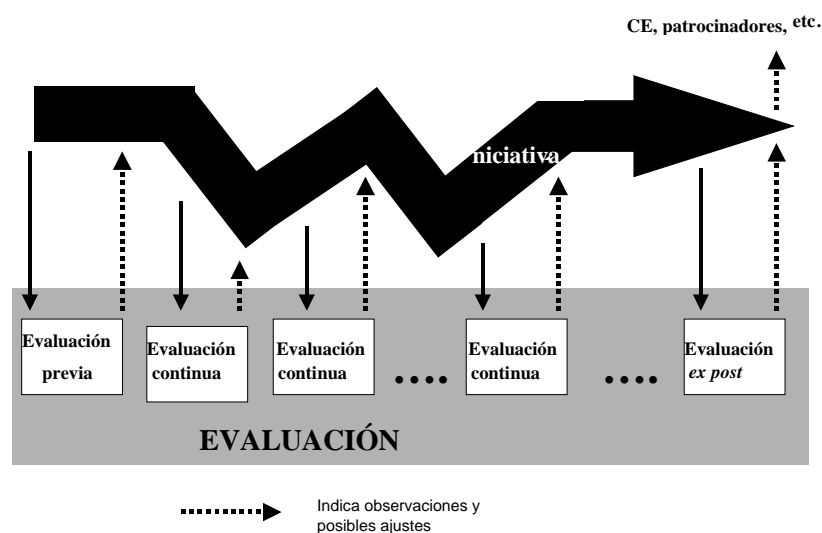 CE, patrocinadores, etc.
niciativa
Evaluación
previa
Evaluación
continua
Evaluación
continua
....
Evaluación
continua
....
Evaluación
ex post
EVALUACIÓN
Indica observaciones y
posibles ajustes